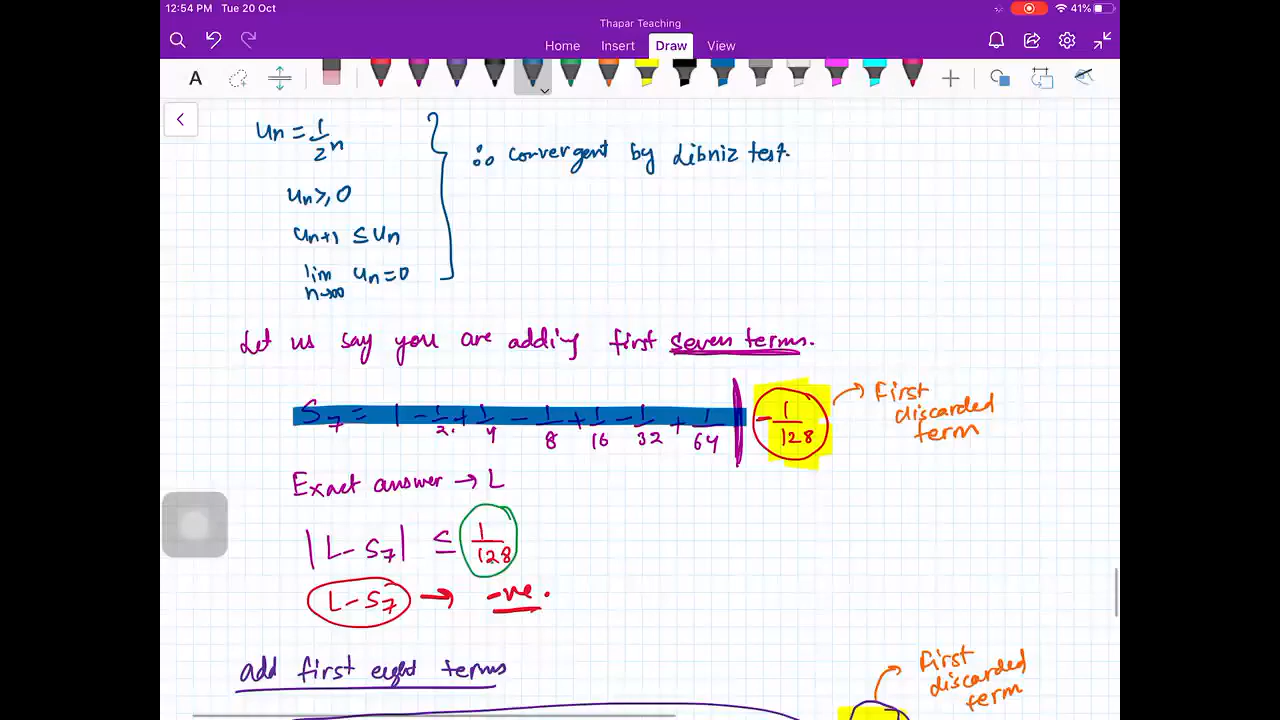 12:54 PM Tue 20 Oct
41%
Thapar Teaching
Home Insert Draw View
A
un = 1/2^n
∴ convergent by Libniz test.
un ≥, 0
un+1 ≤ un
lim un = 0
n→∞
Let us say you are adding first seven terms.
S7 = 1 - 1/2 + 1/4 - 1/8 + 1/16 - 1/32 + 1/64 | - 1/128
First
discarded
term
Exact answer → L
|L - S7| ≤ 1/128
L - S7 → -ve.
add first eight terms
First
discarded
term